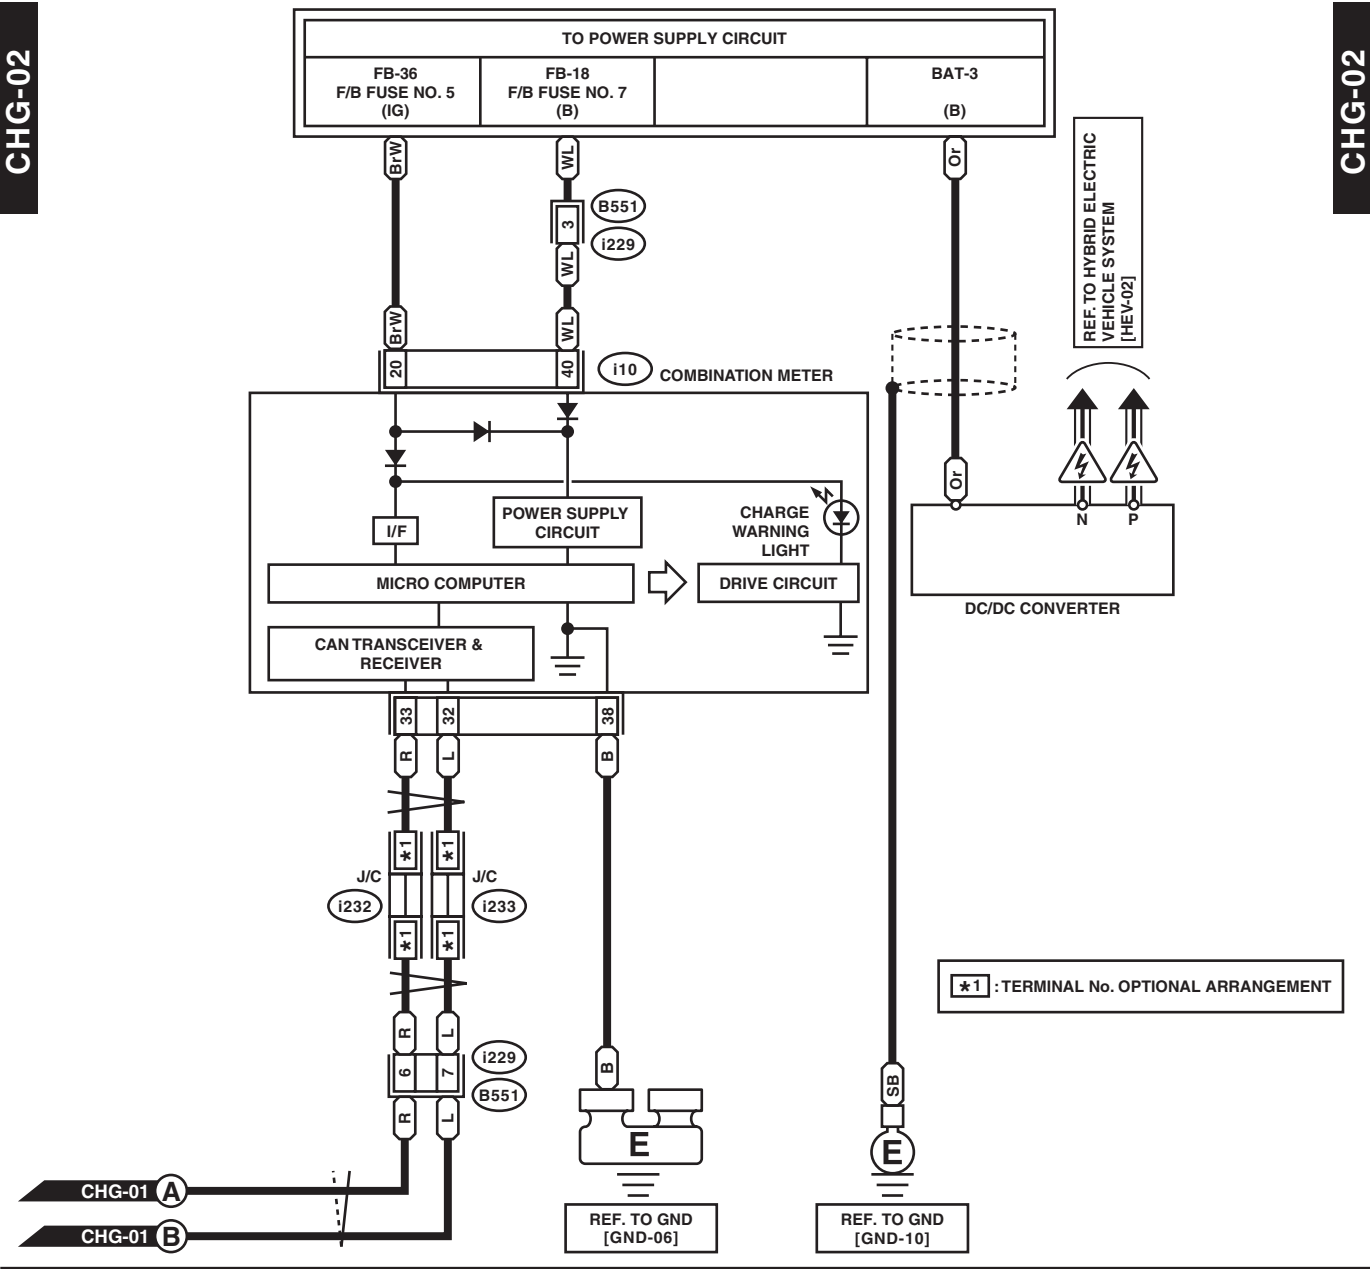 CHG-02
CHG-02
TO POWER SUPPLY CIRCUIT
FB-36
F/B FUSE NO. 5
(IG)
FB-18
F/B FUSE NO. 7
(B)
BAT-3
(B)
BrW
WL
Or
REF. TO HYBRID ELECTRIC
VEHICLE SYSTEM
[HEV-02]
3
B551
i229
WL
BrW
WL
20
40
i10
COMBINATION METER
Or
N
P
DC/DC CONVERTER
I/F
POWER SUPPLY
CIRCUIT
CHARGE
WARNING
LIGHT
MICRO COMPUTER
DRIVE CIRCUIT
CAN TRANSCEIVER &
RECEIVER
33
32
38
R
L
B
*1
*1
J/C
i232
J/C
i233
*1
*1
*1 : TERMINAL No. OPTIONAL ARRANGEMENT
R
L
6
7
i229
B551
R
L
B
E
REF. TO GND
[GND-06]
SB
E
REF. TO GND
[GND-10]
CHG-01 A
CHG-01 B